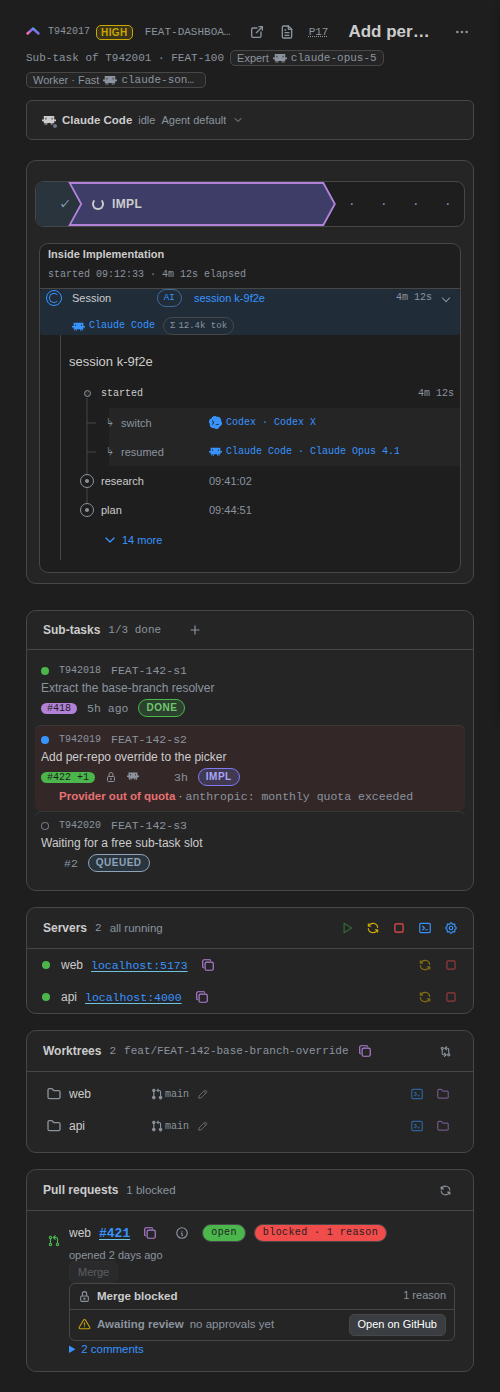 T942017 HIGH FEAT-DASHBOA… P17 Add per… ···
Sub-task of T942001 · FEAT-100 Expert claude-opus-5
Worker · Fast claude-son…
Claude Code idle Agent default
✓ IMPL · · · ·
Inside Implementation
started 09:12:33 · 4m 12s elapsed
Session AI session k-9f2e 4m 12s
Claude Code Σ 12.4k tok
session k-9f2e
started 4m 12s
↳ switch Codex · Codex X
↳ resumed Claude Code · Claude Opus 4.1
research 09:41:02
plan 09:44:51
14 more
Sub-tasks 1/3 done
T942018 FEAT-142-s1
Extract the base-branch resolver
#418 5h ago DONE
T942019 FEAT-142-s2
Add per-repo override to the picker
#422 +1 3h IMPL
Provider out of quota · anthropic: monthly quota exceeded
T942020 FEAT-142-s3
Waiting for a free sub-task slot
#2 QUEUED
Servers 2 all running
web localhost:5173
api localhost:4000
Worktrees 2 feat/FEAT-142-base-branch-override
web main
api main
Pull requests 1 blocked
web #421 open blocked · 1 reason
opened 2 days ago
Merge
Merge blocked 1 reason
Awaiting review no approvals yet Open on GitHub
2 comments